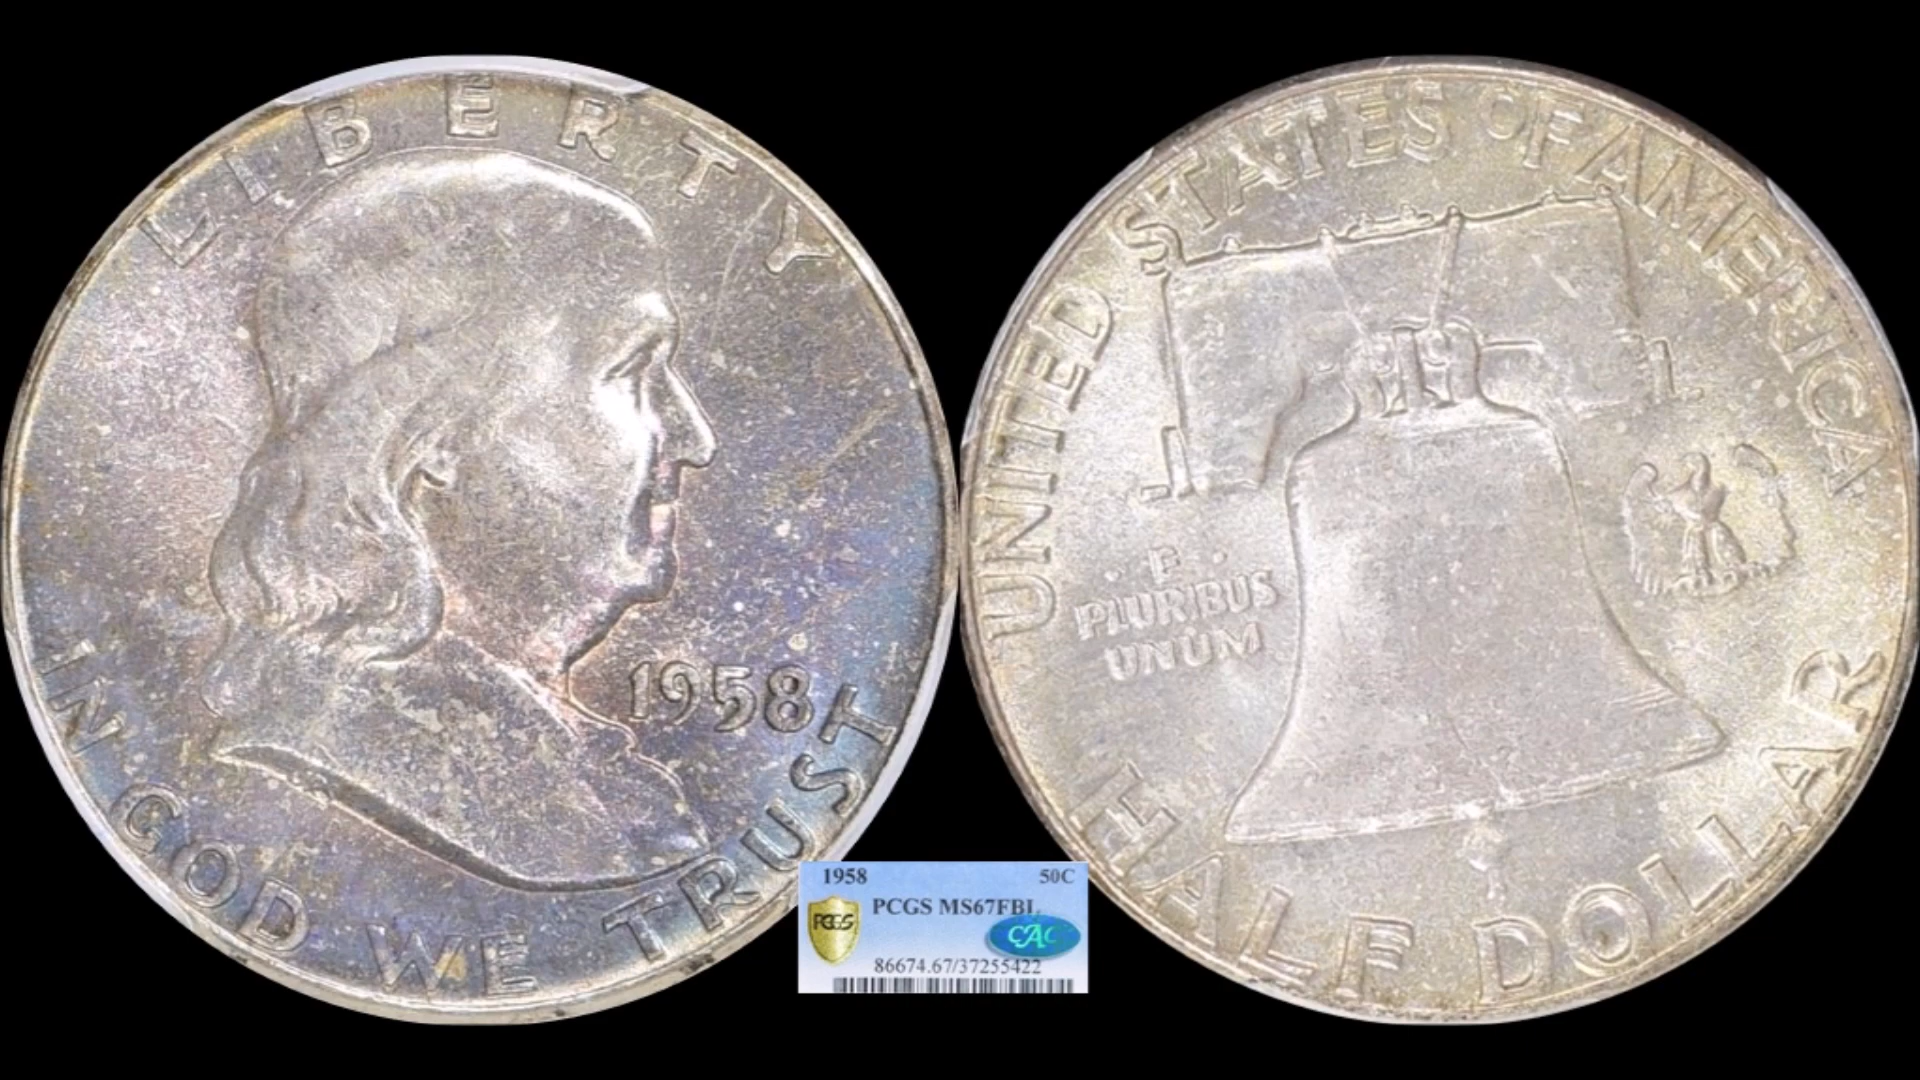 LIBERTY
IN GOD WE TRUST
1958
UNITED STATES OF AMERICA
E
PLURIBUS
UNUM
HALF DOLLAR
1958 50C
PCGS PCGS MS67FBL
CAC
86674.67/37255422